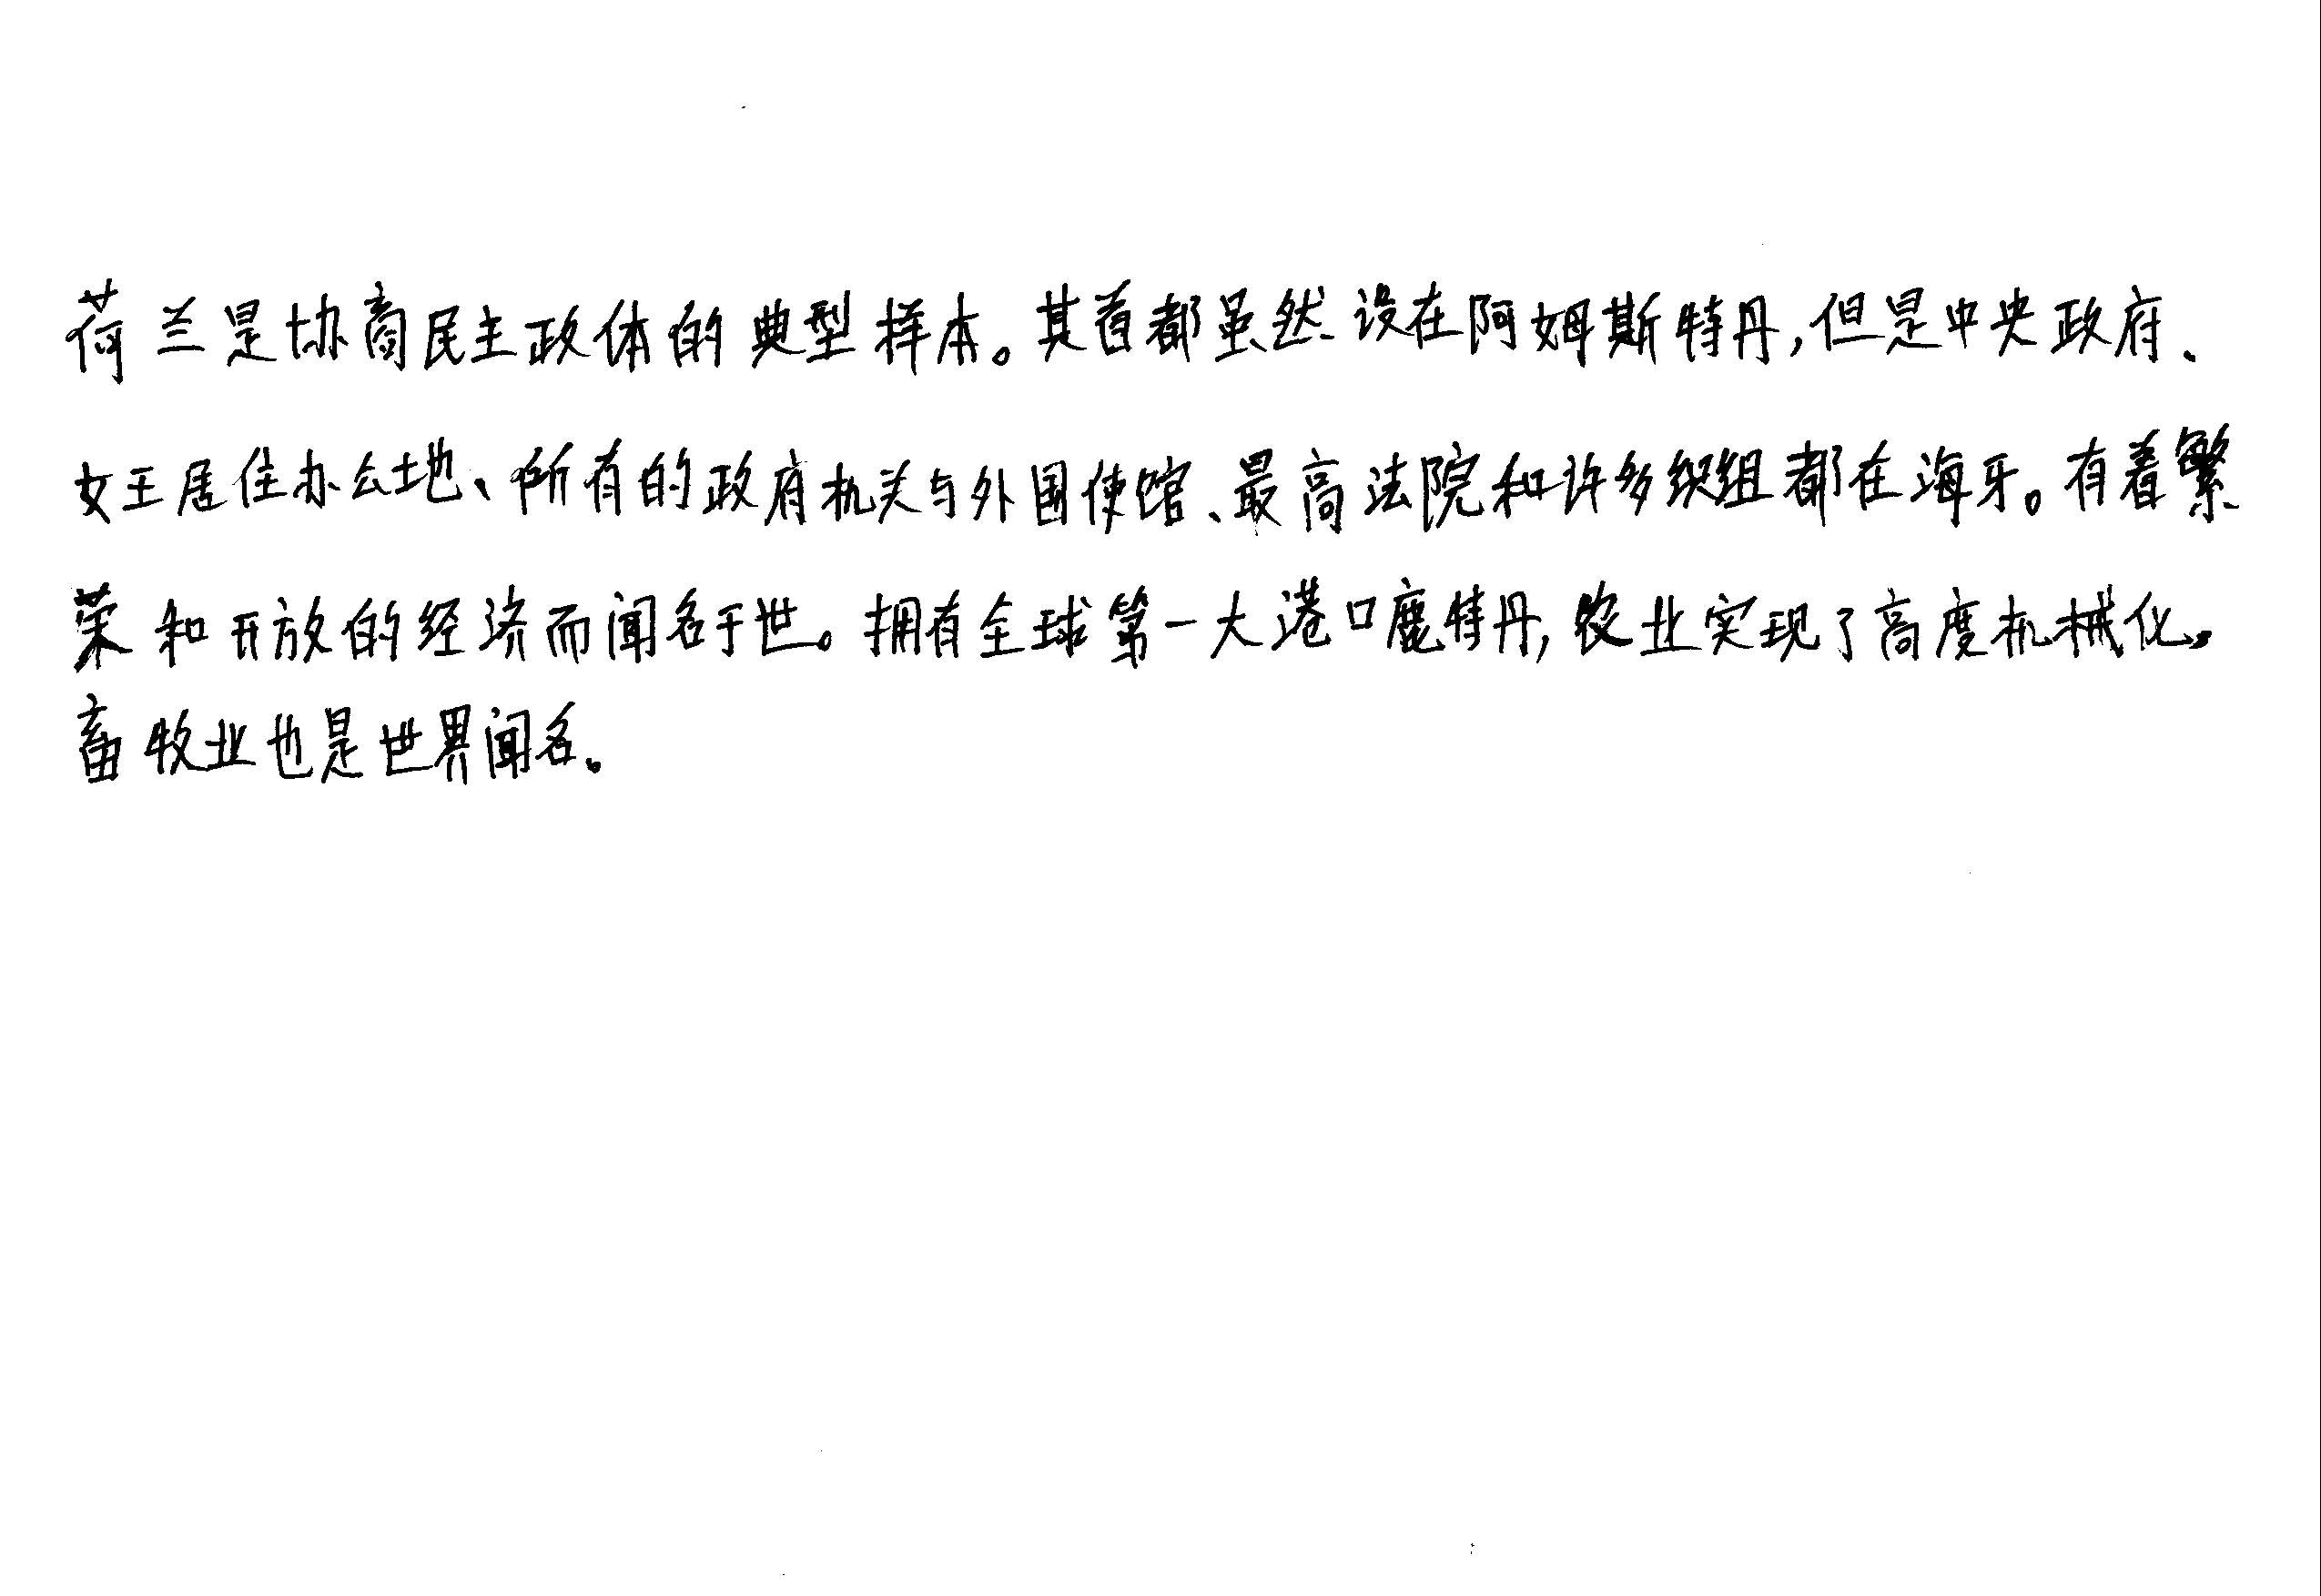 荷兰是协商民主政体的典型样本。其首都虽然设在阿姆斯特丹,但是中央政府、
女王居住办公地、所有的政府机关与外国使馆、最高法院和许多织组都在海牙。有着繁
荣和开放的经济而闻名于世。拥有全球第一大港口鹿特丹,农业实现了高度机械化。
畜牧业也是世界闻名。